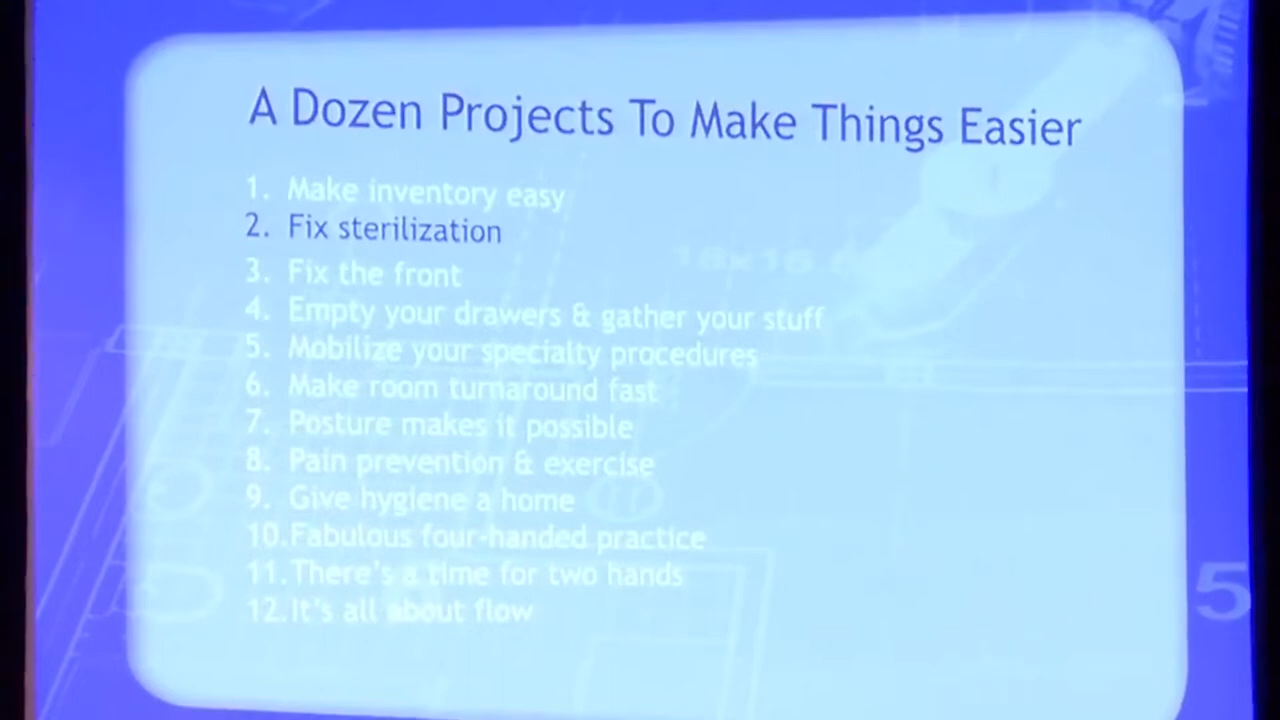 A Dozen Projects To Make Things Easier
1. Make inventory easy
2. Fix sterilization
3. Fix the front
4. Empty your drawers & gather your stuff
5. Mobilize your specialty procedures
6. Make room turnaround fast
7. Posture makes it possible
8. Pain prevention & exercise
9. Give hygiene a home
10. Fabulous four-handed practice
11. There's a time for two hands
12. It's all about flow
5